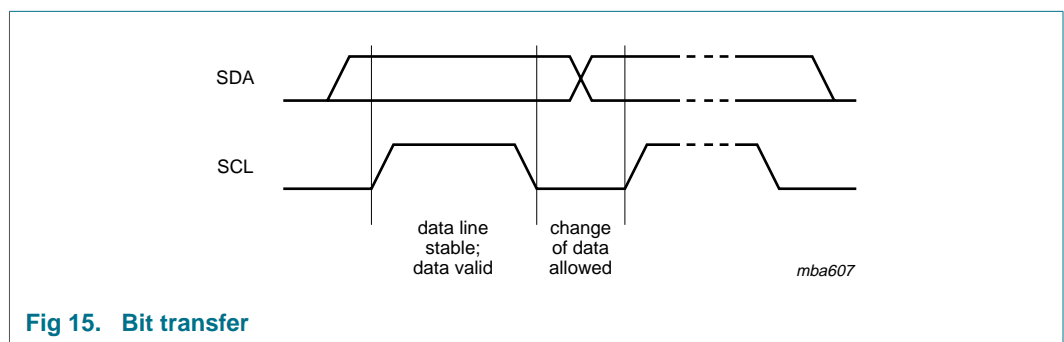 SDA
SCL
data line
stable;
data valid
change
of data
allowed
mba607
Fig 15. Bit transfer